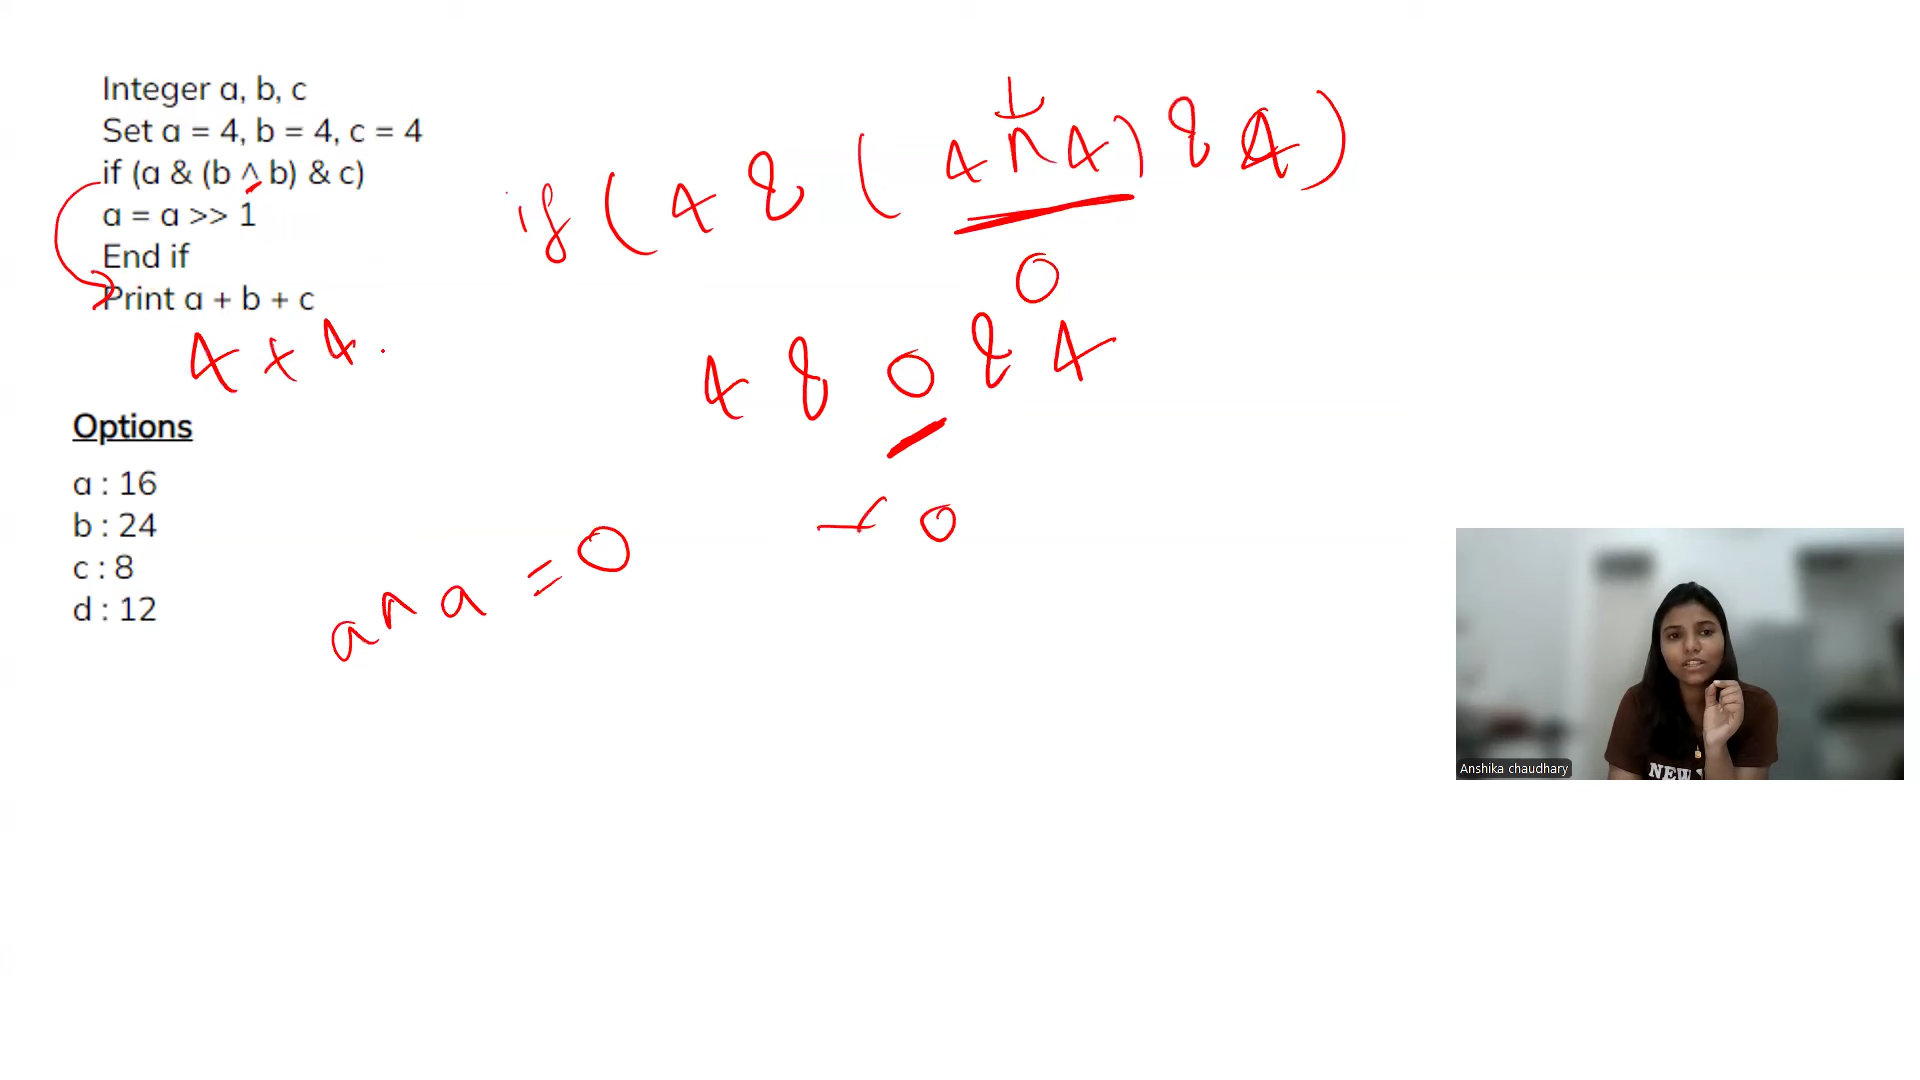 Integer a, b, c
Set a = 4, b = 4, c = 4
if (a & (b ^ b) & c)
a = a >> 1
End if
Print a + b + c
4 + 4
Options
a : 16
b : 24
c : 8
d : 12
if (4 & (4^4) & 4)
0
4 & 0 & 4
0
a^a = 0
Anshika chaudhary
NEW